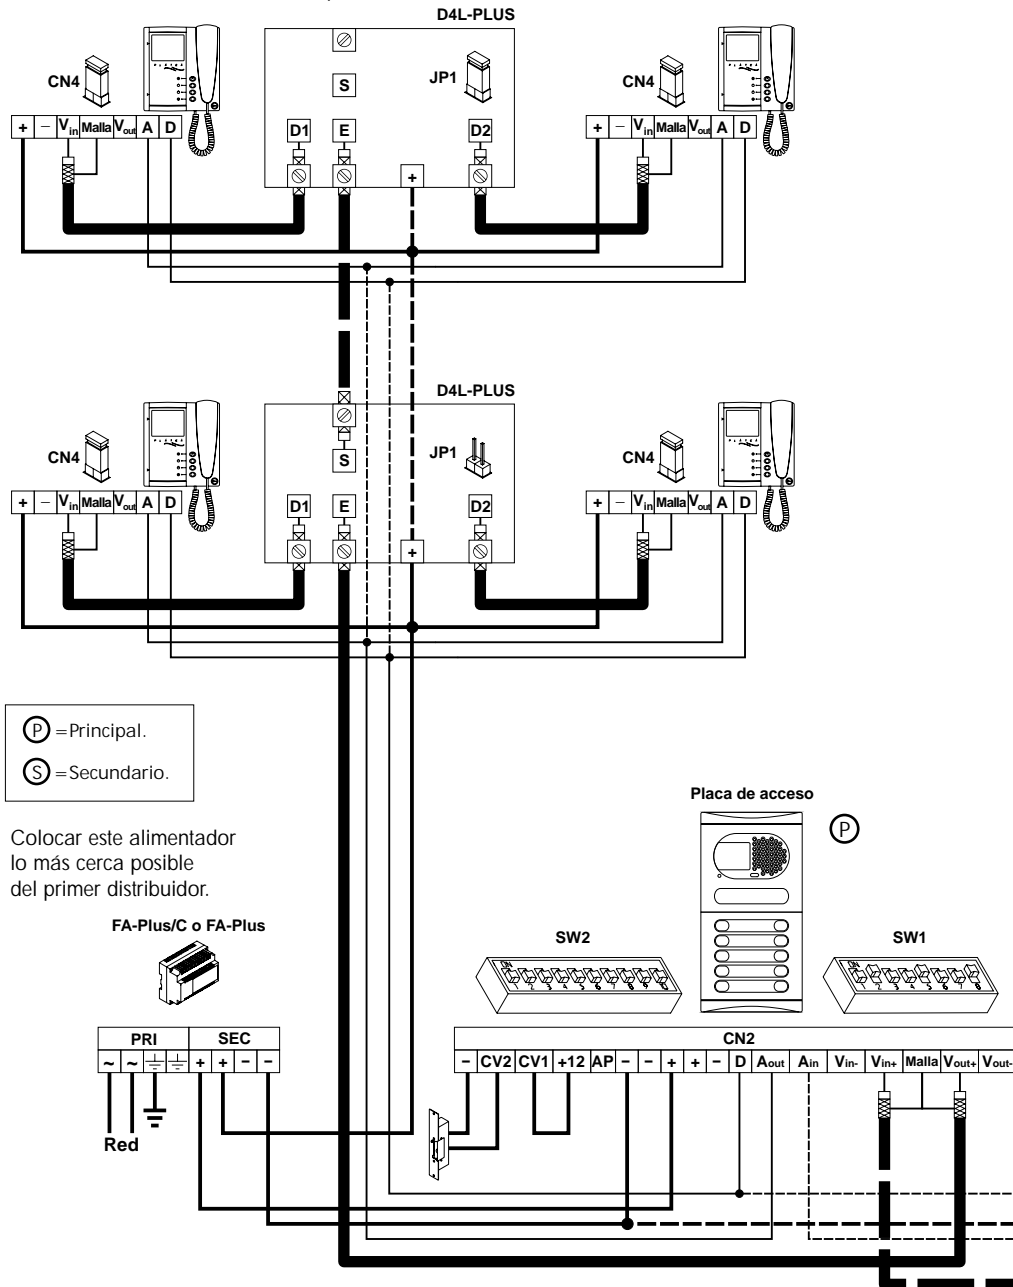 D4L-PLUS
CN4
S
JP1
CN4
+ − Vin Malla Vout A D
D1 E D2
+ − Vin Malla Vout A D
+
D4L-PLUS
CN4
S
JP1
CN4
+ − Vin Malla Vout A D
D1 E D2
+ − Vin Malla Vout A D
+
P =Principal.
S =Secundario.
Placa de acceso
P
Colocar este alimentador
lo más cerca posible
del primer distribuidor.
FA-Plus/C o FA-Plus
SW2
SW1
PRI SEC
CN2
~ ~ + + − −
− CV2 CV1 +12 AP − − + + − D Aout Ain Vin- Vin+ Malla Vout+ Vout-
Red